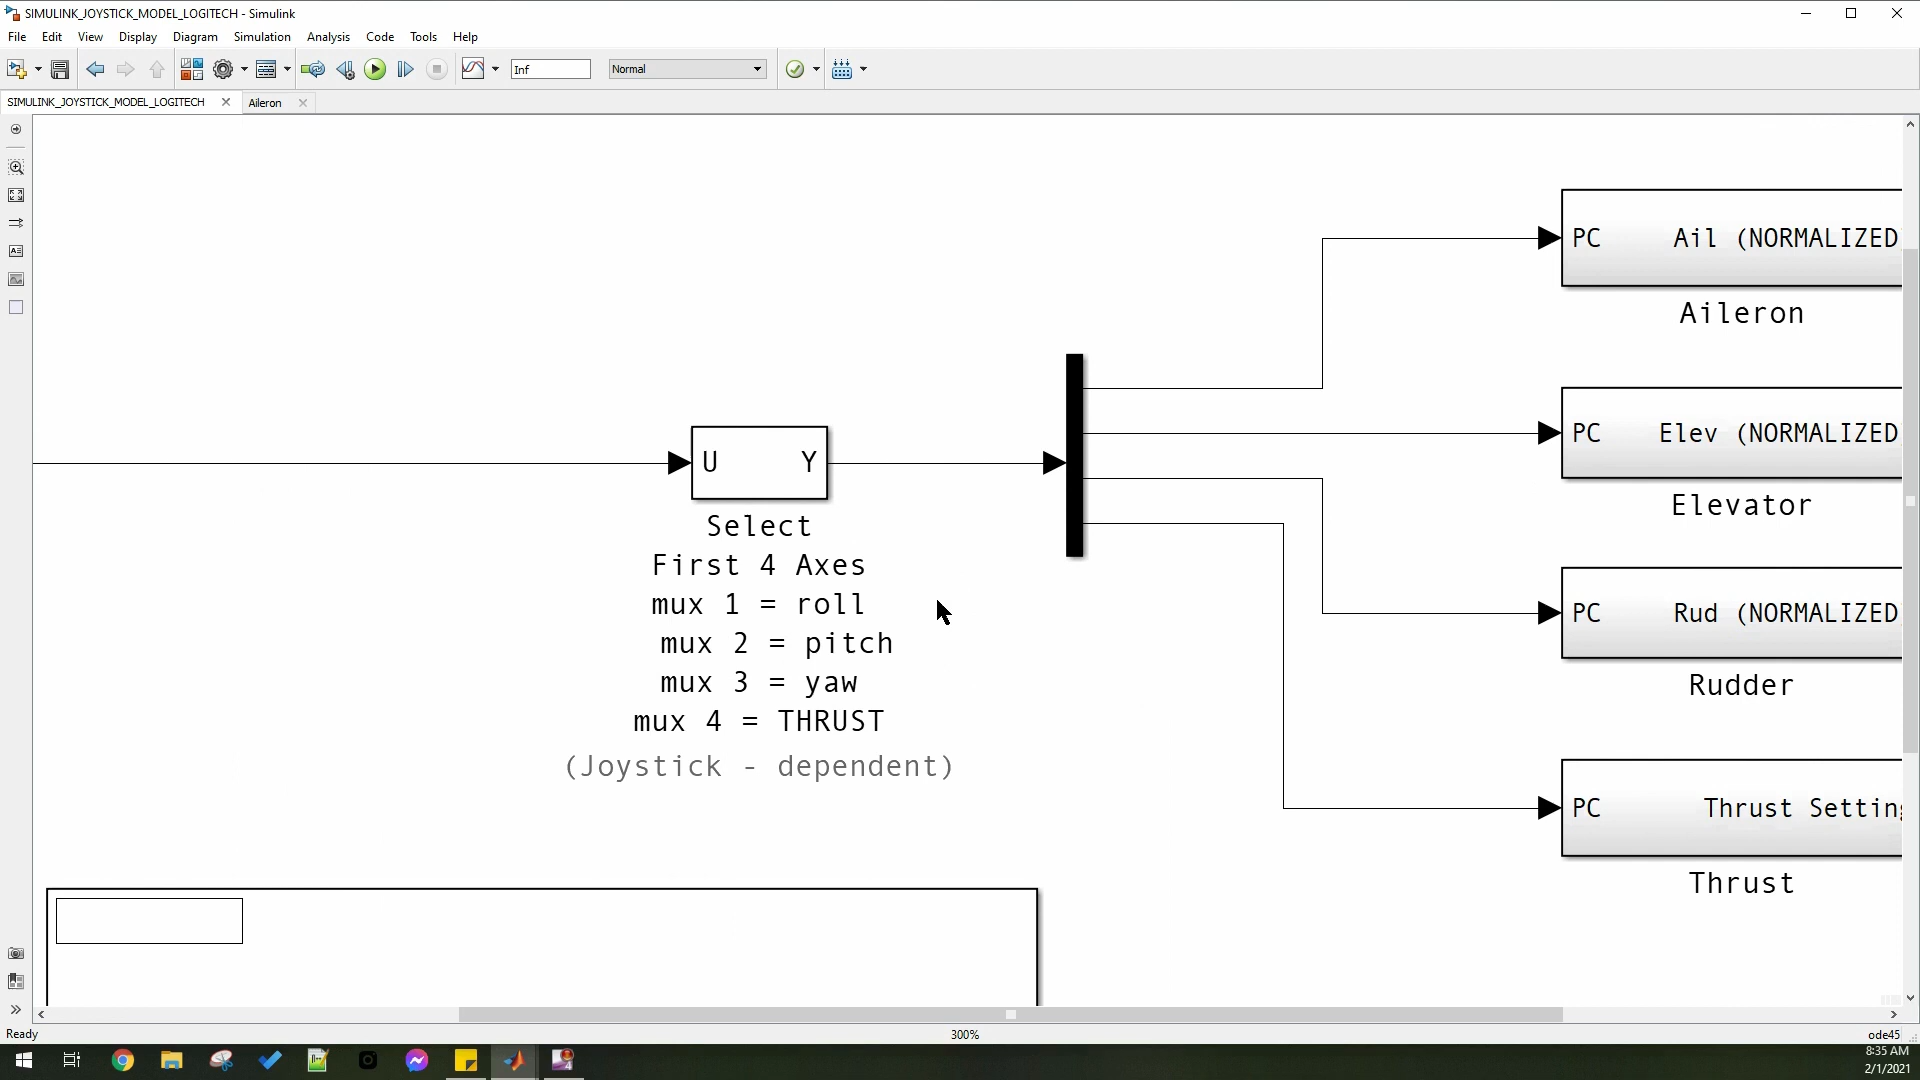 SIMULINK_JOYSTICK_MODEL_LOGITECH - Simulink
File Edit View Display Diagram Simulation Analysis Code Tools Help
Inf Normal
SIMULINK_JOYSTICK_MODEL_LOGITECH Aileron
PC Ail (NORMALIZED
Aileron
PC Elev (NORMALIZED
Elevator
U Y
Select
First 4 Axes
mux 1 = roll
mux 2 = pitch
mux 3 = yaw
mux 4 = THRUST
(Joystick - dependent)
PC Rud (NORMALIZED
Rudder
PC Thrust Setting
Thrust
Ready 300% ode45
8:35 AM
2/1/2021